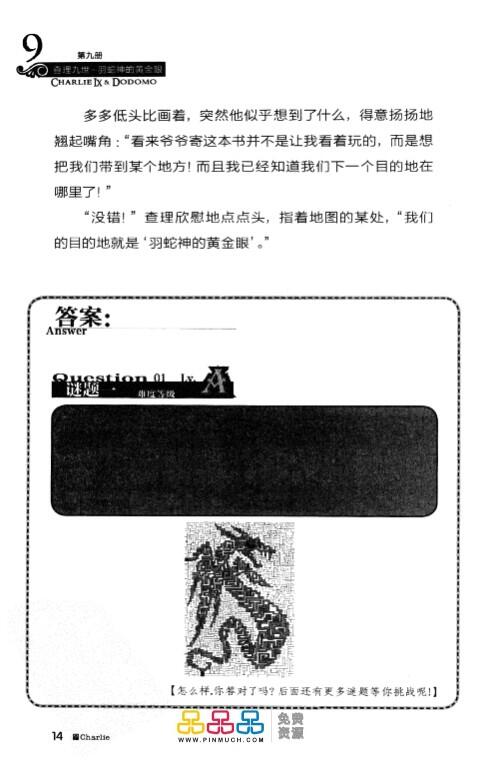 9
第九册
查理九世·羽蛇神的黄金眼
CHARLIE IX & DODOMO
多多低头比画着，突然他似乎想到了什么，得意扬扬地
翘起嘴角：“看来爷爷寄这本书并不是让我看着玩的，而是想
把我们带到某个地方！而且我已经知道我们下一个目的地在
哪里了！”
“没错！”查理欣慰地点点头，指着地图的某处，“我们
的目的地就是‘羽蛇神的黄金眼’。”
答案：
Answer
Question 01 lv. A
谜题一 难度等级
【怎么样,你答对了吗？后面还有更多谜题等你挑战呢!】
14 Charlie
品品品 免费
WWW.PINMUCH.COM 资源